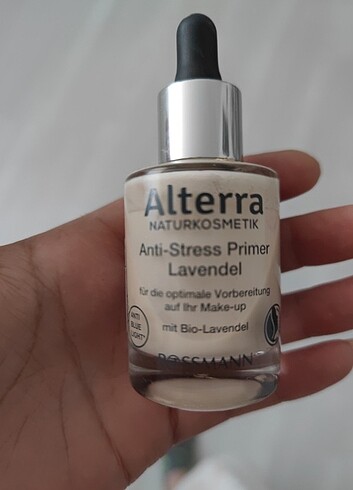 Alterra
NATURKOSMETIK
Anti-Stress Primer
Lavendel
für die optimale Vorbereitung
auf Ihr Make-up
mit Bio-Lavendel
ANTI
BLUE
LIGHT*
ROSSMANN